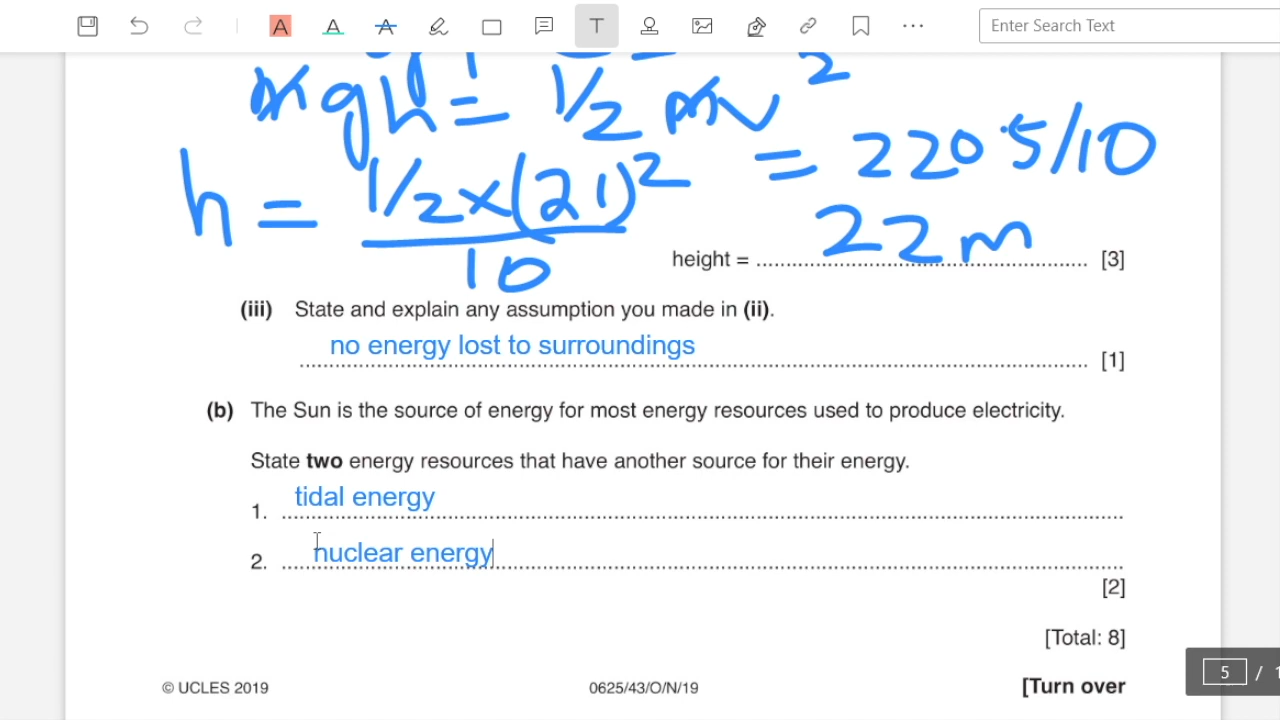 Enter Search Text
mgh = 1/2 mv²
h = 1/2×(21)² = 220.5/10
10
22m
height = ........ [3]
(iii) State and explain any assumption you made in (ii).
no energy lost to surroundings
[1]
(b) The Sun is the source of energy for most energy resources used to produce electricity.
State two energy resources that have another source for their energy.
1. tidal energy
2. nuclear energy
[2]
[Total: 8]
5 / 1
© UCLES 2019 0625/43/O/N/19 [Turn over